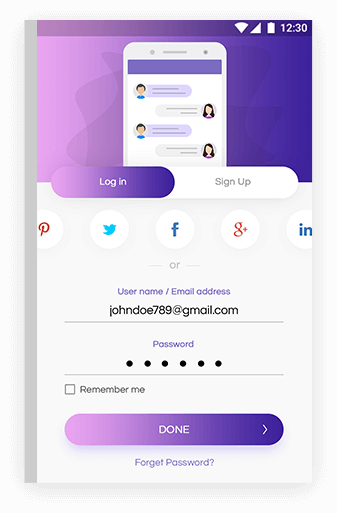 12:30
Log in
Sign Up
or
User name / Email address
johndoe789@gmail.com
Password
Remember me
DONE
Forget Password?